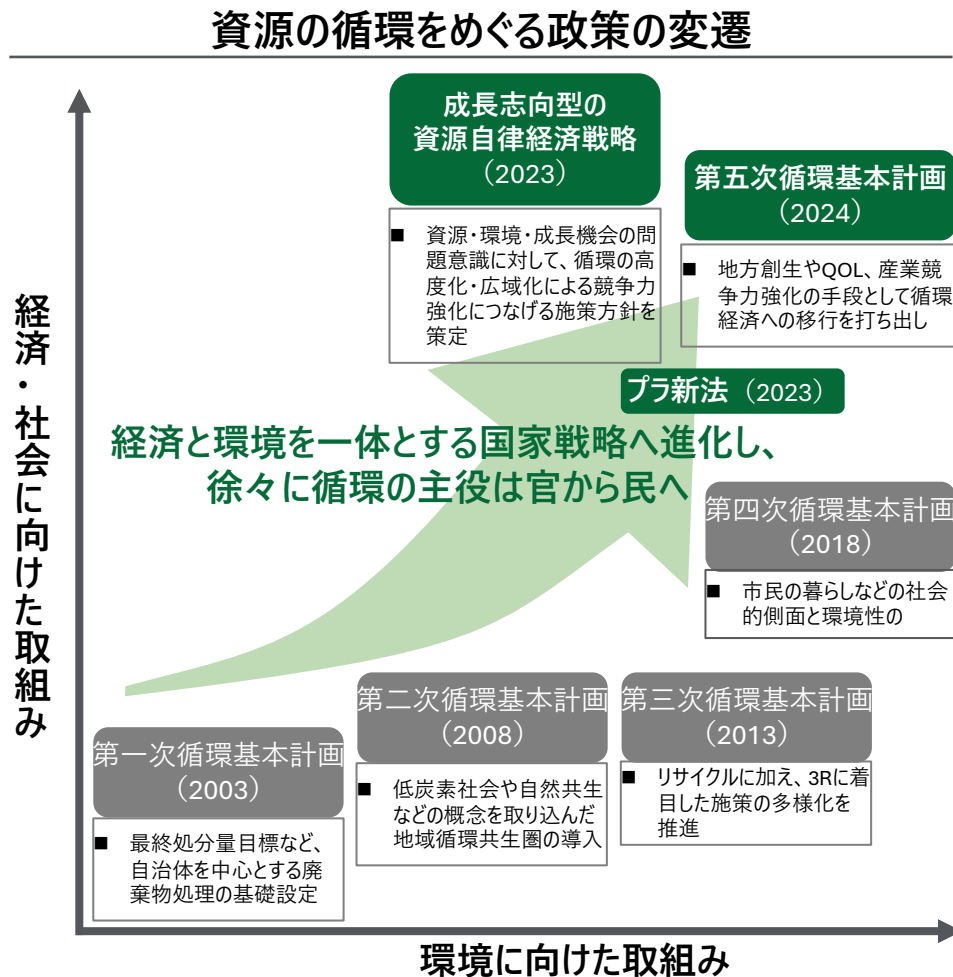 資源の循環をめぐる政策の変遷
経済・社会に向けた取組み
成長志向型の
資源自律経済戦略
（2023）
■ 資源・環境・成長機会の問
題意識に対して、循環の高
度化・広域化による競争力
強化につなげる施策方針を
策定
第五次循環基本計画
（2024）
■ 地方創生やQOL、産業競
争力強化の手段として循環
経済への移行を打ち出し
プラ新法（2023）
経済と環境を一体とする国家戦略へ進化し、
徐々に循環の主役は官から民へ
第四次循環基本計画
（2018）
■ 市民の暮らしなどの社会
的側面と環境性の
第一次循環基本計画
（2003）
■ 最終処分量目標など、
自治体を中心とする廃
棄物処理の基礎設定
第二次循環基本計画
（2008）
■ 低炭素社会や自然共生
などの概念を取り込んだ
地域循環共生圏の導入
第三次循環基本計画
（2013）
■ リサイクルに加え、3Rに着
目した施策の多様化を
推進
環境に向けた取組み